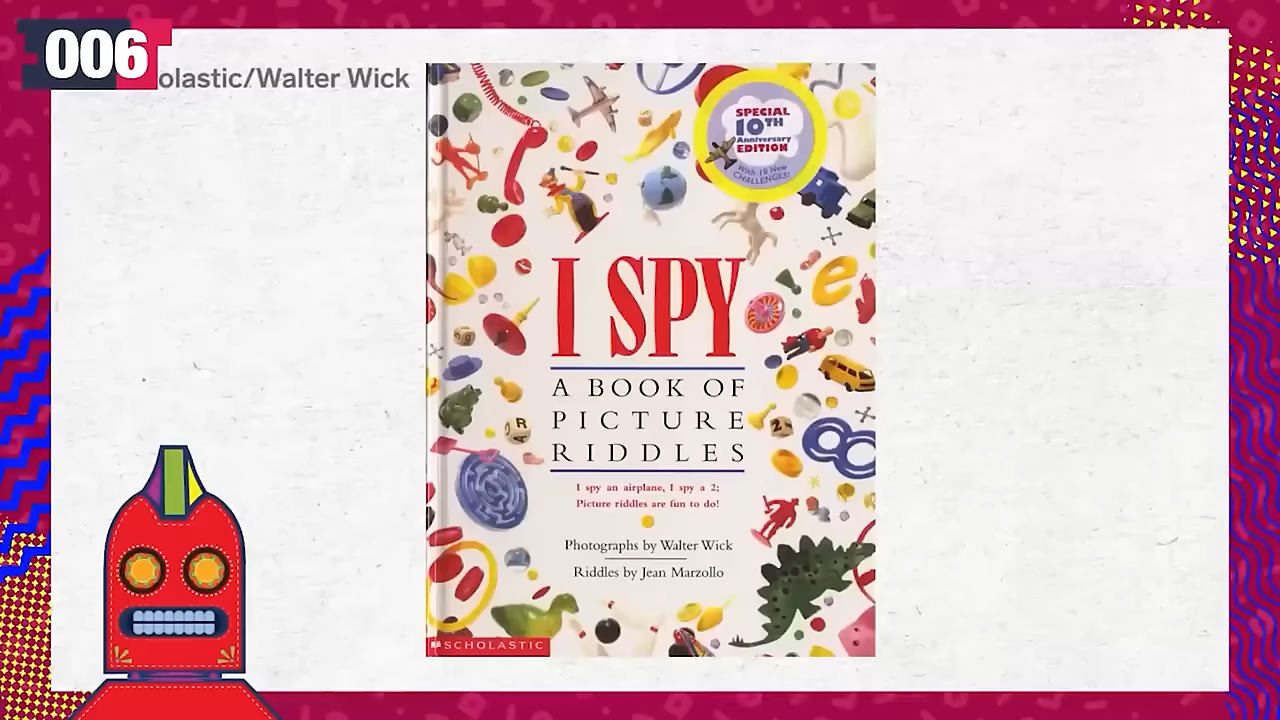 006
olastic/Walter Wick
SPECIAL
10TH
Anniversary
EDITION
With 10 New
CHALLENGES!
I SPY
e
A BOOK OF
PICTURE
RIDDLES
R
A
2
I spy an airplane, I spy a 2;
Picture riddles are fun to do!
Photographs by Walter Wick
Riddles by Jean Marzollo
SCHOLASTIC